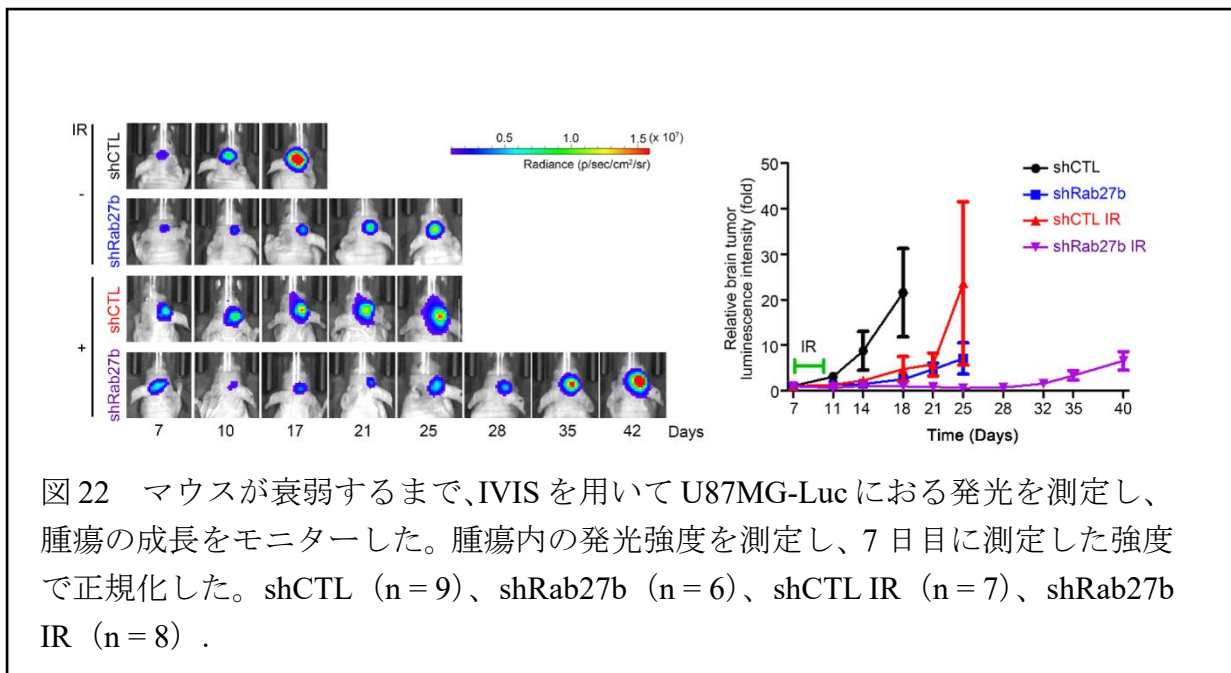 IR
-
+
shCTL
shRab27b
shCTL
shRab27b
0.5 1.0 1.5 (x 10⁷)
Radiance (p/sec/cm²/sr)
7 10 17 21 25 28 35 42 Days
Relative brain tumor
luminescence intensity (fold)
50
40
30
20
10
0
IR
shCTL
shRab27b
shCTL IR
shRab27b IR
7 11 14 18 21 25 28 32 35 40
Time (Days)
図 22 マウスが衰弱するまで、IVIS を用いて U87MG-Luc におる発光を測定し、
腫瘍の成長をモニターした。腫瘍内の発光強度を測定し、7 日目に測定した強度
で正規化した。shCTL(n = 9)、shRab27b(n = 6)、shCTL IR(n = 7)、shRab27b
IR(n = 8).